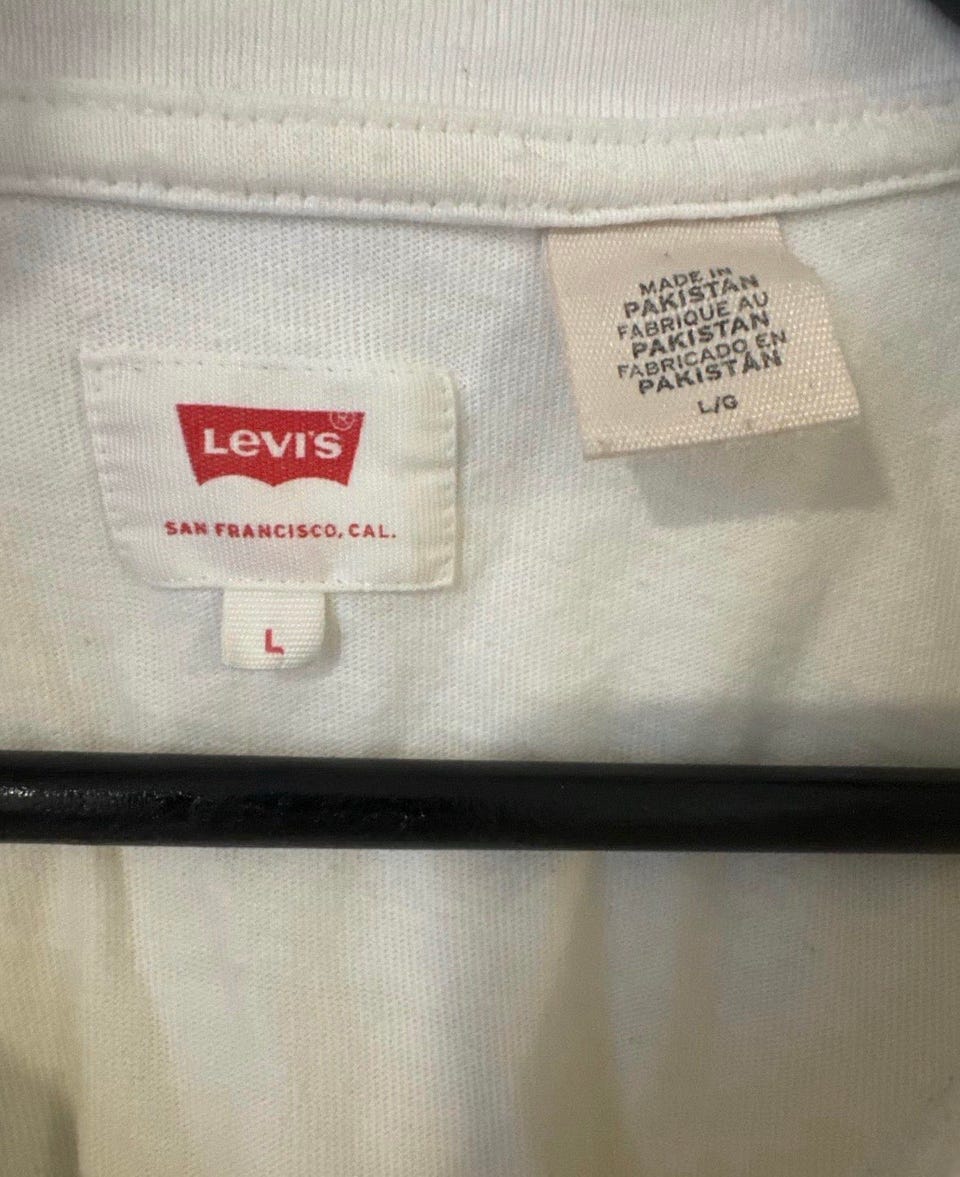 LEVI'S ®
SAN FRANCISCO, CAL.
L
MADE IN
PAKISTAN
FABRIQUE AU
PAKISTAN
FABRICADO EN
PAKISTAN
L/G